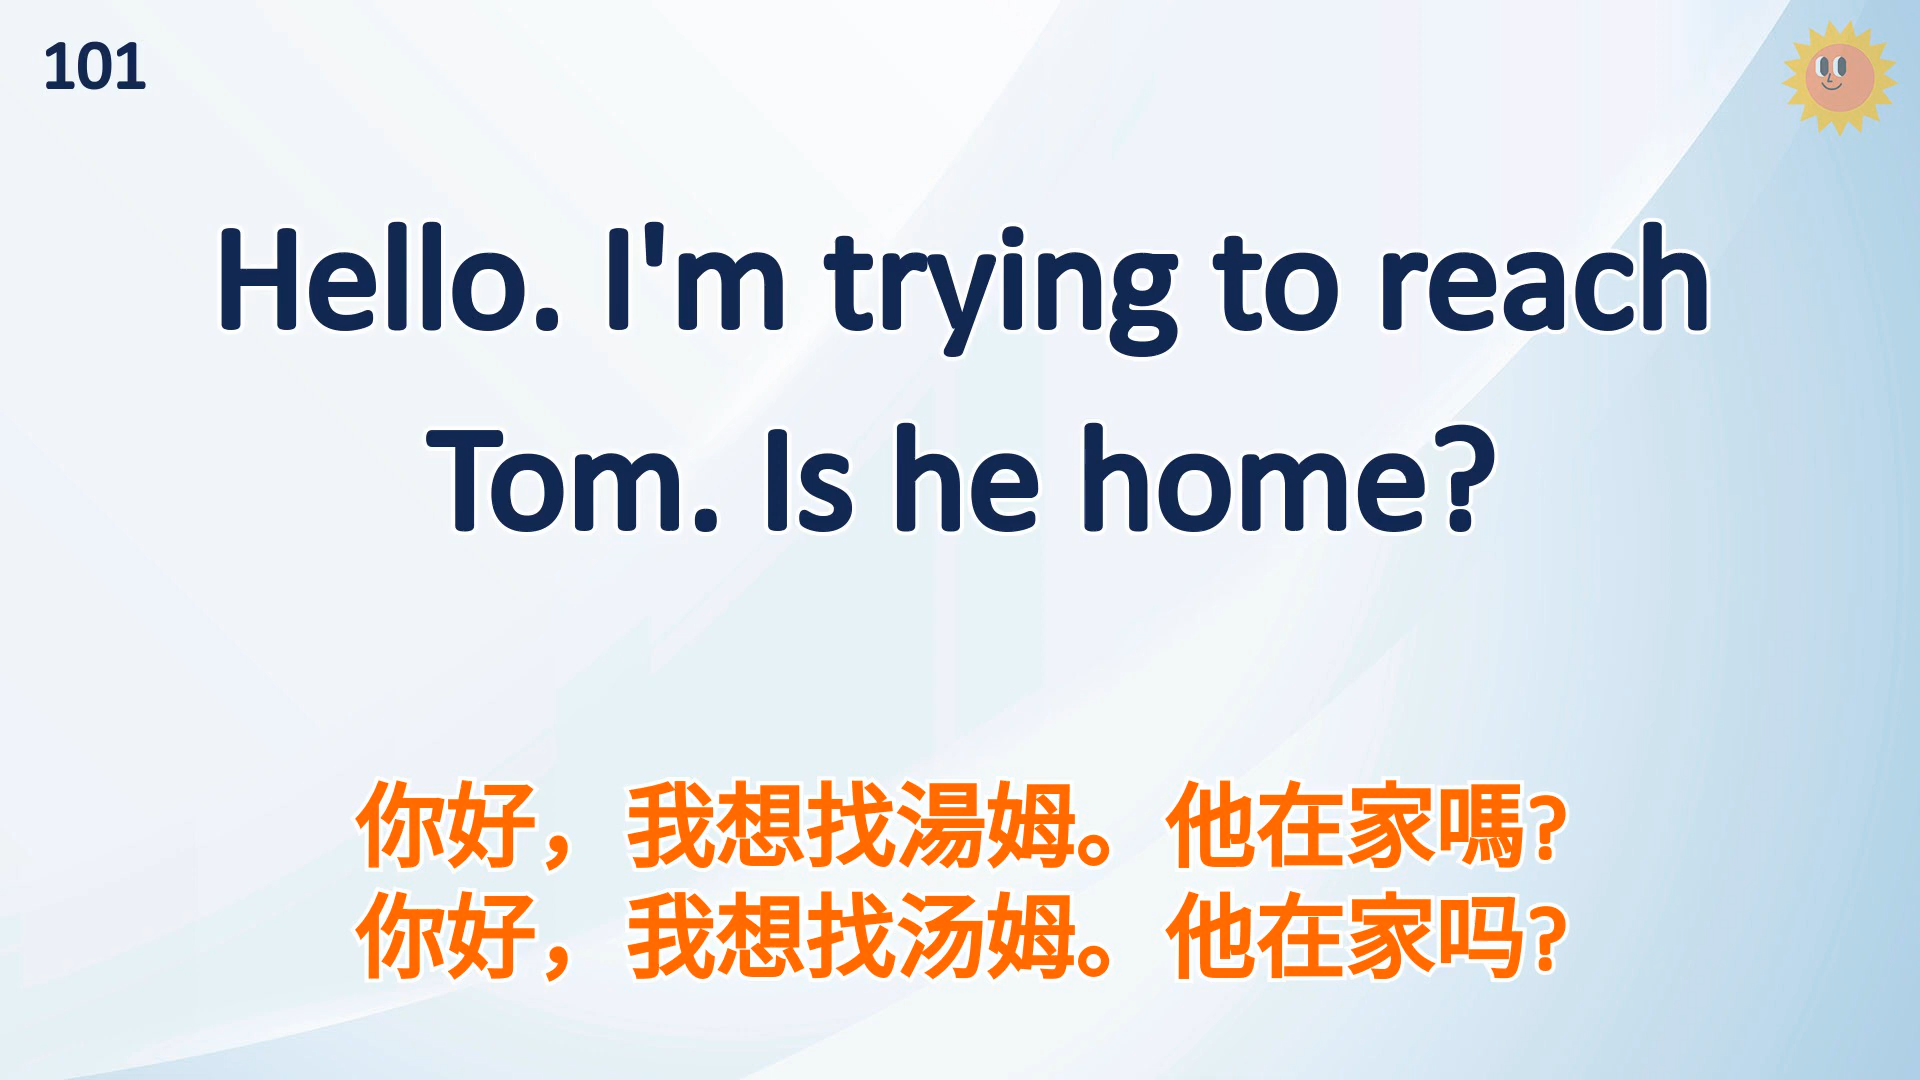 101
Hello. I'm trying to reach
Tom. Is he home?
你好，我想找湯姆。他在家嗎?
你好，我想找汤姆。他在家吗?